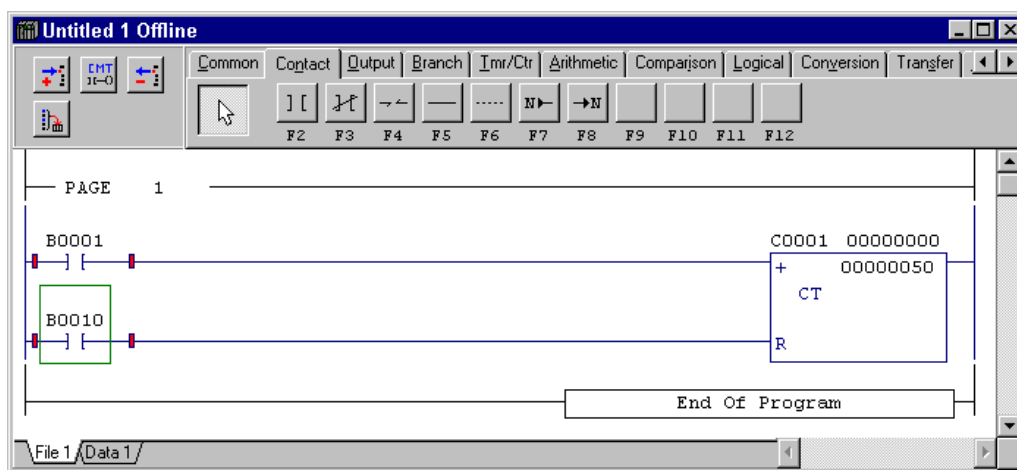 Untitled 1 Offline
CMT
Common Contact Output Branch Tmr/Ctr Arithmetic Comparison Logical Conversion Transfer
N N
F2 F3 F4 F5 F6 F7 F8 F9 F10 F11 F12
PAGE 1
B0001 C0001 00000000
+ 00000050
CT
B0010
R
End Of Program
File 1 Data 1